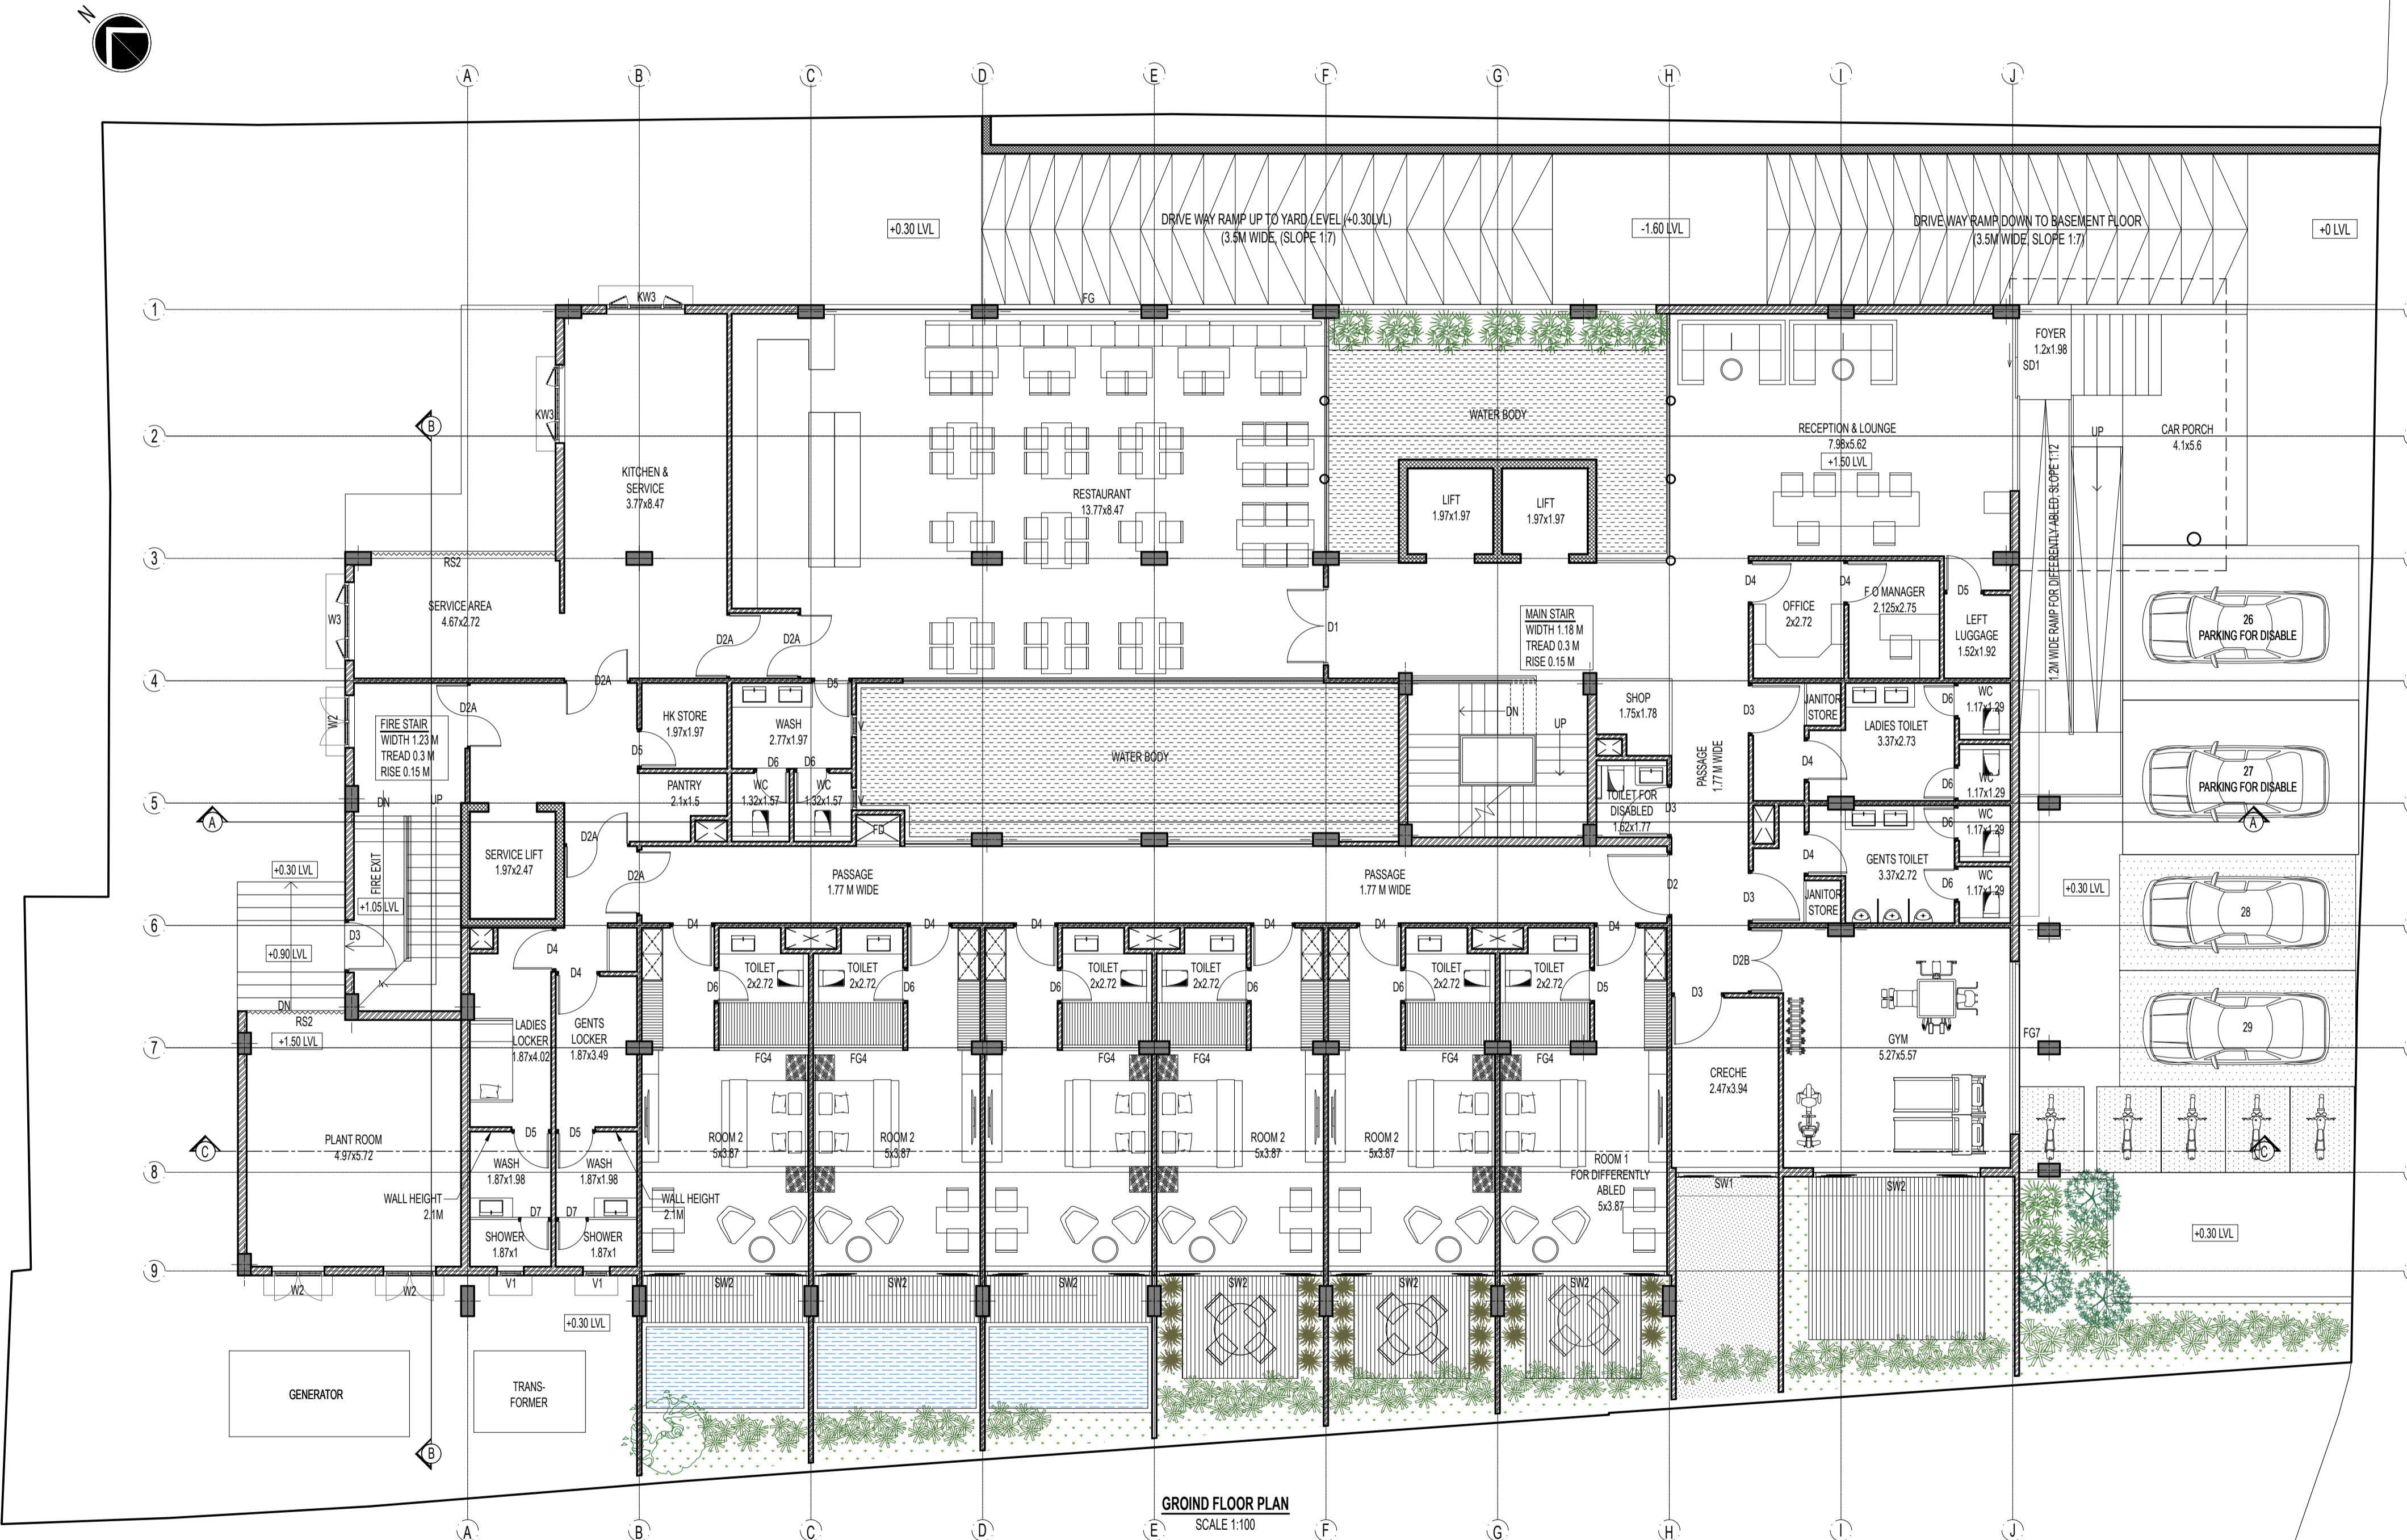 N
A
B
C
D
E
F
G
H
I
J
+0.30 LVL
DRIVE WAY RAMP UP TO YARD LEVEL (+0.30LVL)
(3.5M WIDE, (SLOPE 1:7)
-1.60 LVL
DRIVE WAY RAMP DOWN TO BASEMENT FLOOR
(3.5M WIDE, SLOPE 1:7)
+0 LVL
1
KW3
FG
FOYER
1.2x1.98
SD1
KW3
B
2
WATER BODY
RECEPTION & LOUNGE
7.98x5.62
+1.50 LVL
UP
CAR PORCH
4.1x5.6
KITCHEN &
SERVICE
3.77x8.47
RESTAURANT
13.77x8.47
LIFT
1.97x1.97
LIFT
1.97x1.97
1.2M WIDE RAMP FOR DIFFERENTLY ABLED, SLOPE 1:12
3
RS2
W3
SERVICE AREA
4.67x2.72
D2A
D2A
D1
MAIN STAIR
WIDTH 1.18 M
TREAD 0.3 M
RISE 0.15 M
D4
OFFICE
2x2.72
D4
F O MANAGER
2.125x2.75
D5
LEFT
LUGGAGE
1.52x1.92
26
PARKING FOR DISABLE
4
D2A
D2A
W2
FIRE STAIR
WIDTH 1.23 M
TREAD 0.3 M
RISE 0.15 M
HK STORE
1.97x1.97
D5
D5
WASH
2.77x1.97
V
D6
D6
DN
UP
SHOP
1.75x1.78
D3
JANITOR
STORE
LADIES TOILET
3.37x2.73
D6
WC
1.17x1.29
WATER BODY
PASSAGE
1.77 M WIDE
D4
D6
WC
1.17x1.29
27
PARKING FOR DISABLE
PANTRY
2.1x1.5
WC
1.32x1.57
WC
1.32x1.57
V
5
DN
UP
TOILET FOR
DISABLED
1.62x1.77
D3
A
A
FD
D2A
SERVICE LIFT
1.97x2.47
D6
WC
1.17x1.29
D4
GENTS TOILET
3.37x2.72
D6
WC
1.17x1.29
+0.30 LVL
FIRE EXIT
+1.05 LVL
D2A
PASSAGE
1.77 M WIDE
PASSAGE
1.77 M WIDE
D2
D3
JANITOR
STORE
+0.30 LVL
28
6
D3
+0.90 LVL
DN
D4
D4
D4
D4
D4
D4
D4
D4
TOILET
2x2.72
TOILET
2x2.72
TOILET
2x2.72
TOILET
2x2.72
TOILET
2x2.72
TOILET
2x2.72
D6
D6
D6
D6
D6
D5
D2B
D3
RS2
+1.50 LVL
LADIES
LOCKER
1.87x4.02
GENTS
LOCKER
1.87x3.49
7
FG4
FG4
FG4
FG4
FG4
FG4
GYM
5.27x5.57
FG7
29
CRECHE
2.47x3.94
PLANT ROOM
4.97x5.72
D5
D5
C
C
ROOM 2
5x3.87
ROOM 2
5x3.87
ROOM 2
5x3.87
ROOM 2
5x3.87
ROOM 1
FOR DIFFERENTLY
ABLED
5x3.87
8
WASH
1.87x1.98
WASH
1.87x1.98
WALL HEIGHT
2.1M
WALL HEIGHT
2.1M
D7
D7
SHOWER
1.87x1
SHOWER
1.87x1
SW1
SW2
+0.30 LVL
9
W2
W2
V1
V1
SW2
SW2
SW2
SW2
SW2
SW2
+0.30 LVL
GENERATOR
TRANS-
FORMER
B
GROIND FLOOR PLAN
SCALE 1:100
A
B
C
D
E
F
G
H
I
J